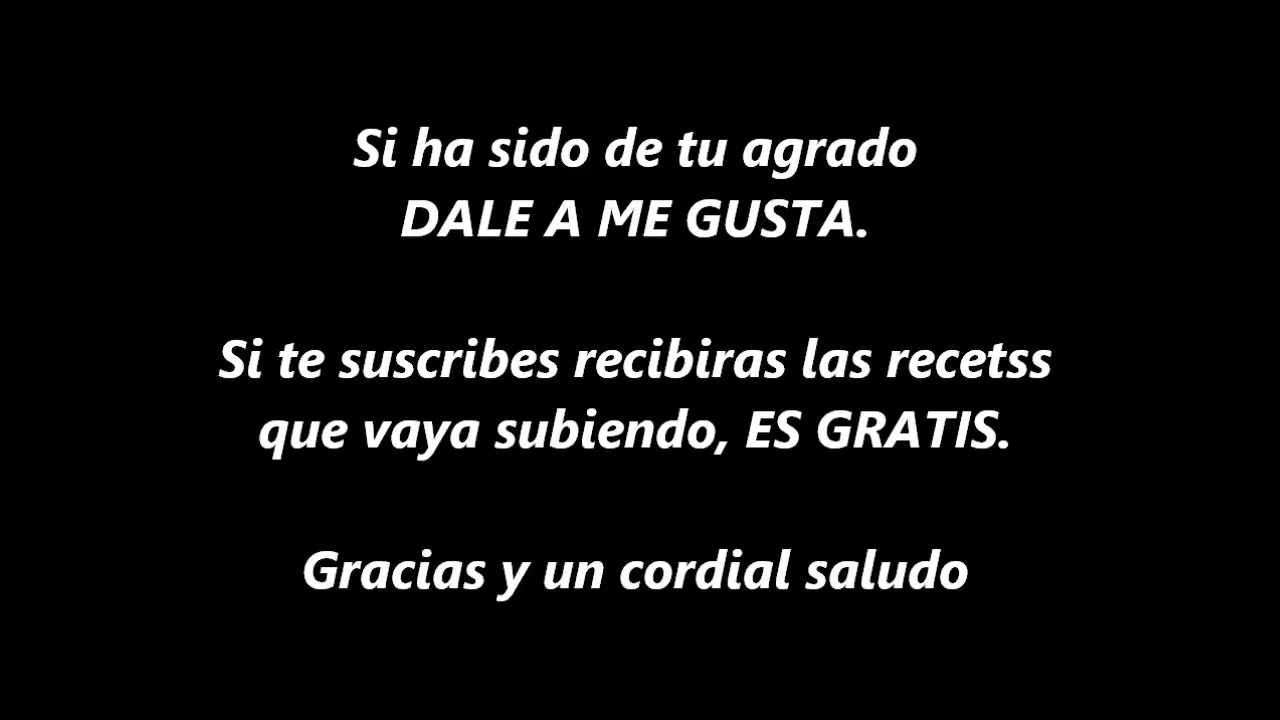 Si ha sido de tu agrado
DALE A ME GUSTA.
Si te suscribes recibiras las recetss
que vaya subiendo, ES GRATIS.
Gracias y un cordial saludo